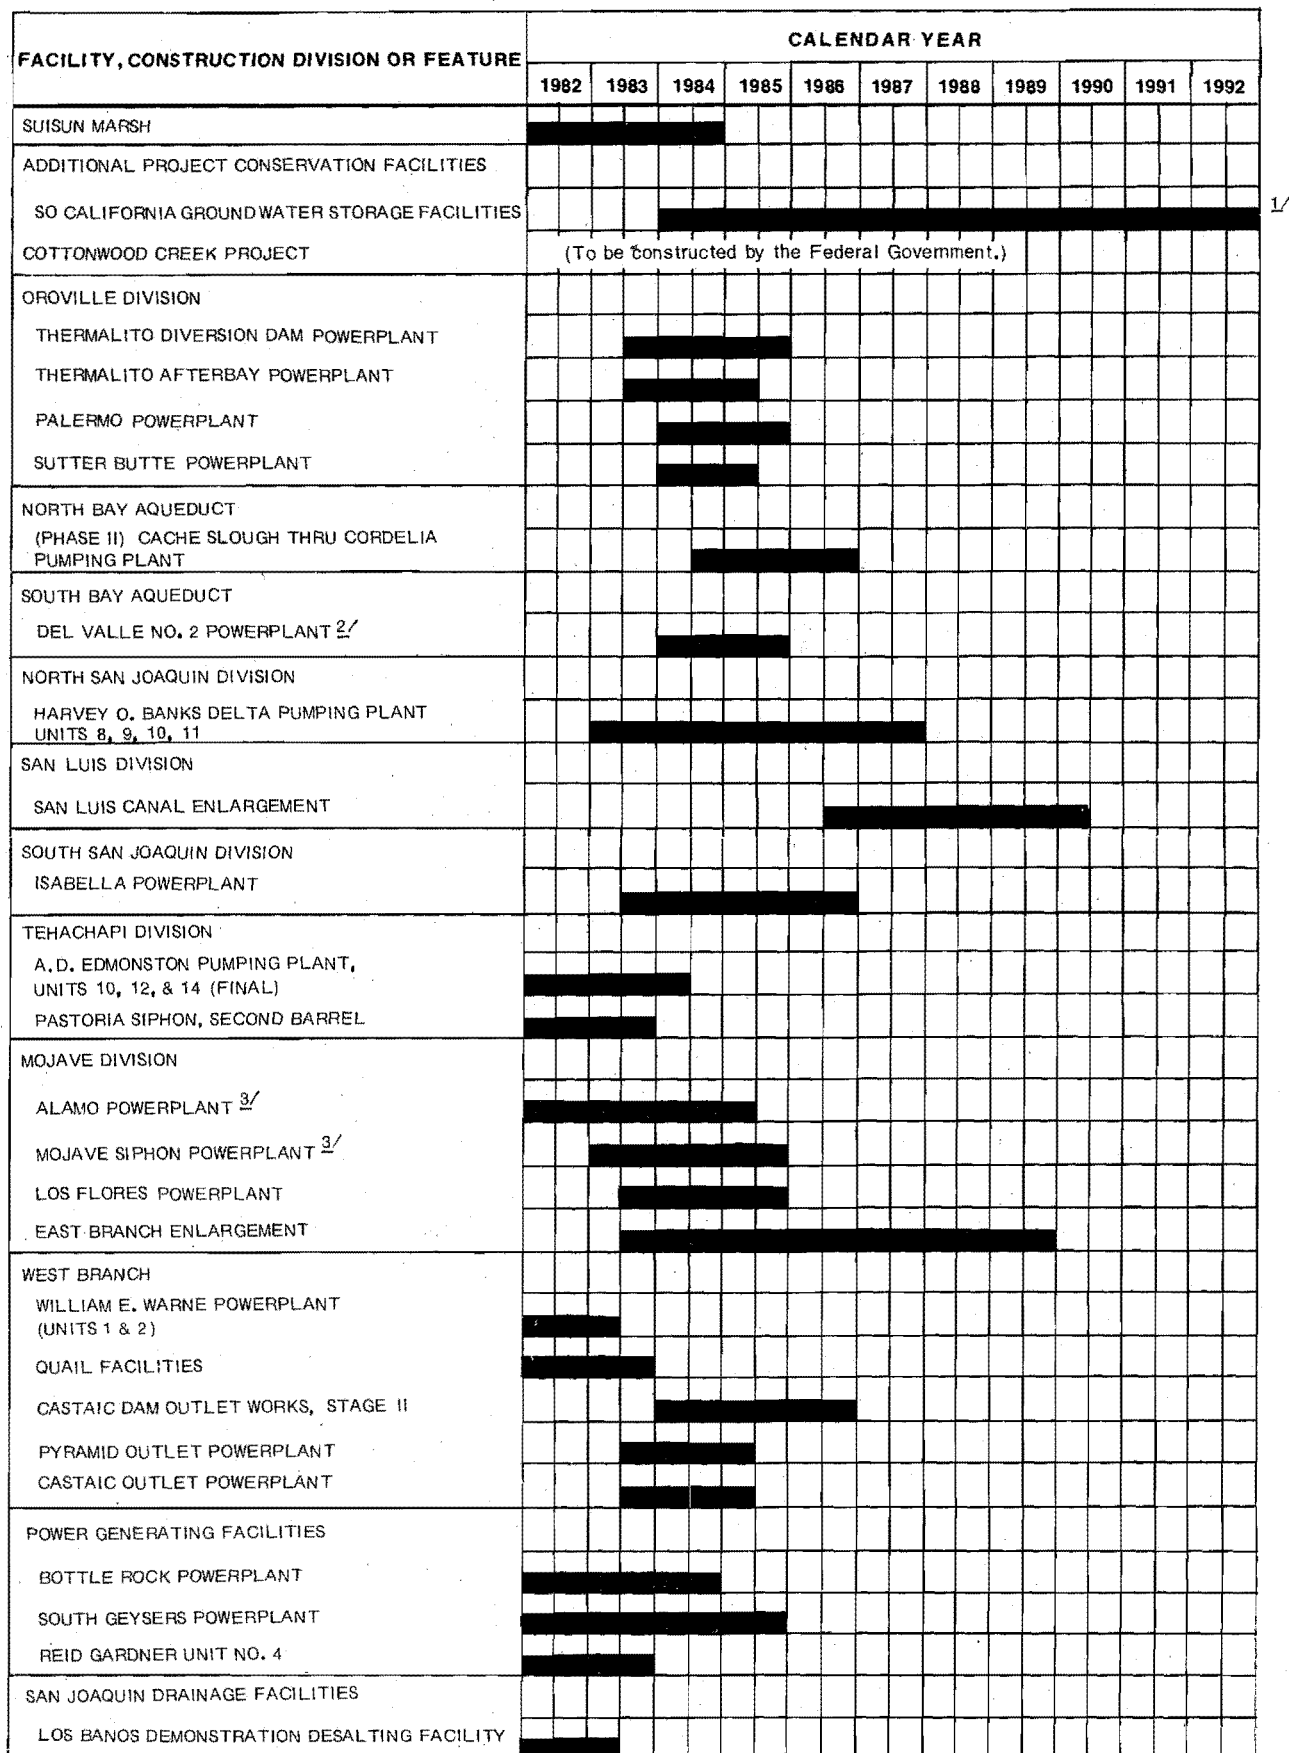 FACILITY, CONSTRUCTION DIVISION OR FEATURE
CALENDAR YEAR
1982 1983 1984 1985 1986 1987 1988 1989 1990 1991 1992
SUISUN MARSH
ADDITIONAL PROJECT CONSERVATION FACILITIES
SO CALIFORNIA GROUNDWATER STORAGE FACILITIES 1/
COTTONWOOD CREEK PROJECT (To be constructed by the Federal Government.)
OROVILLE DIVISION
THERMALITO DIVERSION DAM POWERPLANT
THERMALITO AFTERBAY POWERPLANT
PALERMO POWERPLANT
SUTTER BUTTE POWERPLANT
NORTH BAY AQUEDUCT
(PHASE II) CACHE SLOUGH THRU CORDELIA
PUMPING PLANT
SOUTH BAY AQUEDUCT
DEL VALLE NO. 2 POWERPLANT 2/
NORTH SAN JOAQUIN DIVISION
HARVEY O. BANKS DELTA PUMPING PLANT
UNITS 8, 9, 10, 11
SAN LUIS DIVISION
SAN LUIS CANAL ENLARGEMENT
SOUTH SAN JOAQUIN DIVISION
ISABELLA POWERPLANT
TEHACHAPI DIVISION
A.D. EDMONSTON PUMPING PLANT,
UNITS 10, 12, & 14 (FINAL)
PASTORIA SIPHON, SECOND BARREL
MOJAVE DIVISION
ALAMO POWERPLANT 3/
MOJAVE SIPHON POWERPLANT 3/
LOS FLORES POWERPLANT
EAST BRANCH ENLARGEMENT
WEST BRANCH
WILLIAM E. WARNE POWERPLANT
(UNITS 1 & 2)
QUAIL FACILITIES
CASTAIC DAM OUTLET WORKS, STAGE II
PYRAMID OUTLET POWERPLANT
CASTAIC OUTLET POWERPLANT
POWER GENERATING FACILITIES
BOTTLE ROCK POWERPLANT
SOUTH GEYSERS POWERPLANT
REID GARDNER UNIT NO. 4
SAN JOAQUIN DRAINAGE FACILITIES
LOS BANOS DEMONSTRATION DESALTING FACILITY